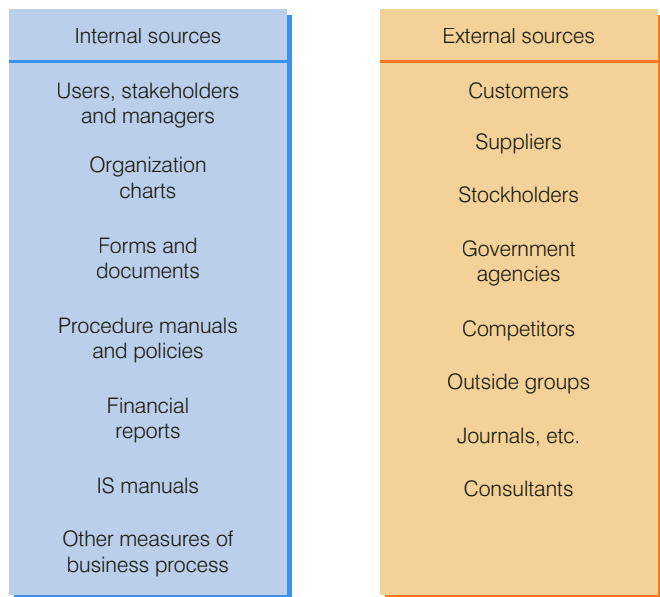 Internal sources
Users, stakeholders
and managers
Organization
charts
Forms and
documents
Procedure manuals
and policies
Financial
reports
IS manuals
Other measures of
business process
External sources
Customers
Suppliers
Stockholders
Government
agencies
Competitors
Outside groups
Journals, etc.
Consultants